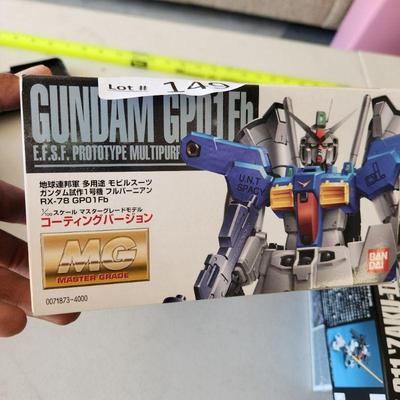 Lot # 149
GUNDAM GP01Fb
E.F.S.F. PROTOTYPE MULTIPUR
地球連邦軍 多用途 モビルスーツ
ガンダム試作1号機 フルバーニアン
RX-78 GP01Fb
1/100スケール マスターグレードモデル
コーティングバージョン
MG
MASTER GRADE
0071873-4000
U.N.T
SPACY
BAN
DAI